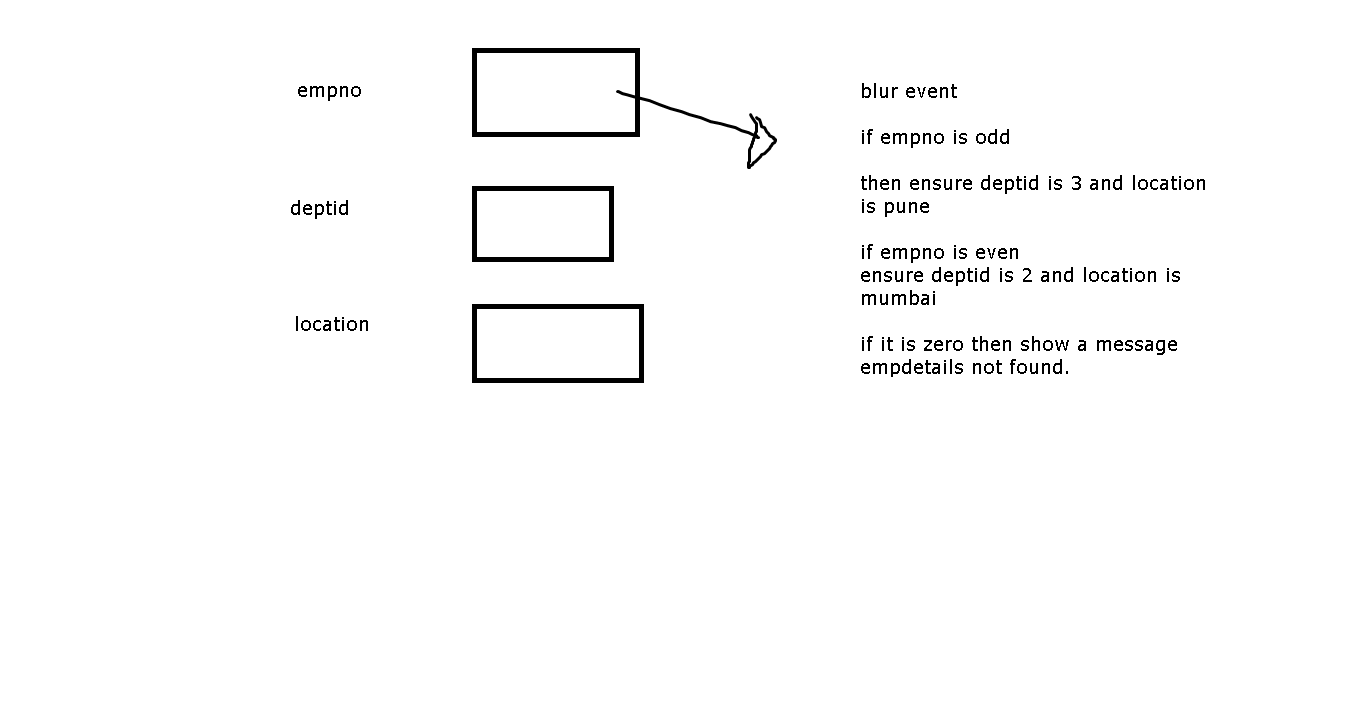 empno
blur event
if empno is odd
then ensure deptid is 3 and location
is pune
deptid
if empno is even
ensure deptid is 2 and location is
mumbai
location
if it is zero then show a message
empdetails not found.